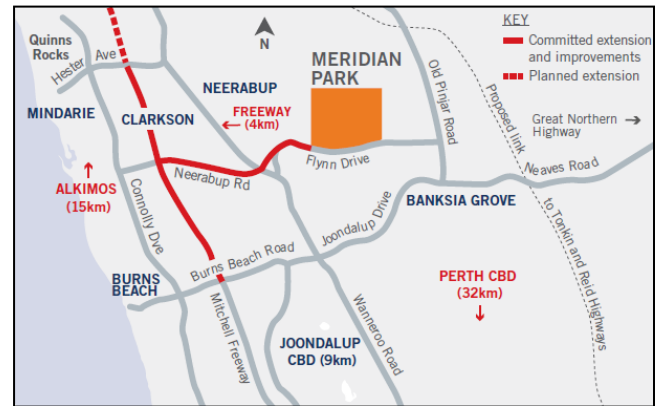 KEY
Committed extension
and improvements
Planned extension
N
Quinns
Rocks
Hester Ave
MERIDIAN
PARK
NEERABUP
Old Pinjar Road
Proposed link
to Tonkin and Reid Highways
Great Northern
Highway
MINDARIE
CLARKSON
FREEWAY
(4km)
Flynn Drive
Neerabup Rd
Neaves Road
ALKIMOS
(15km)
Connolly Dve
BANKSIA GROVE
Joondalup Drive
Burns Beach Road
BURNS
BEACH
PERTH CBD
(32km)
Mitchell Freeway
Wanneroo Road
JOONDALUP
CBD (9km)